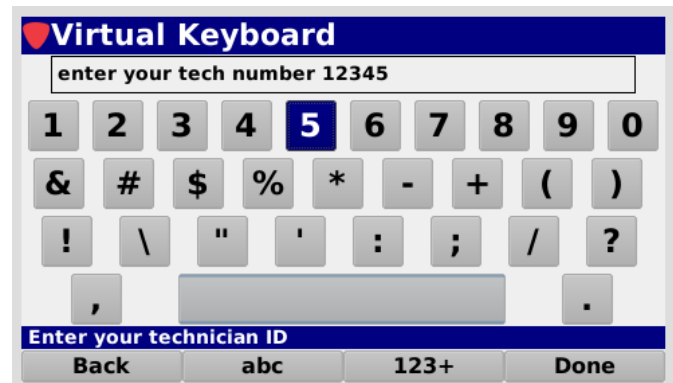 Virtual Keyboard
enter your tech number 12345
1 2 3 4 5 6 7 8 9 0
& # $ % * - + ( )
! \ " ' : ; / ?
, .
Enter your technician ID
Back abc 123+ Done